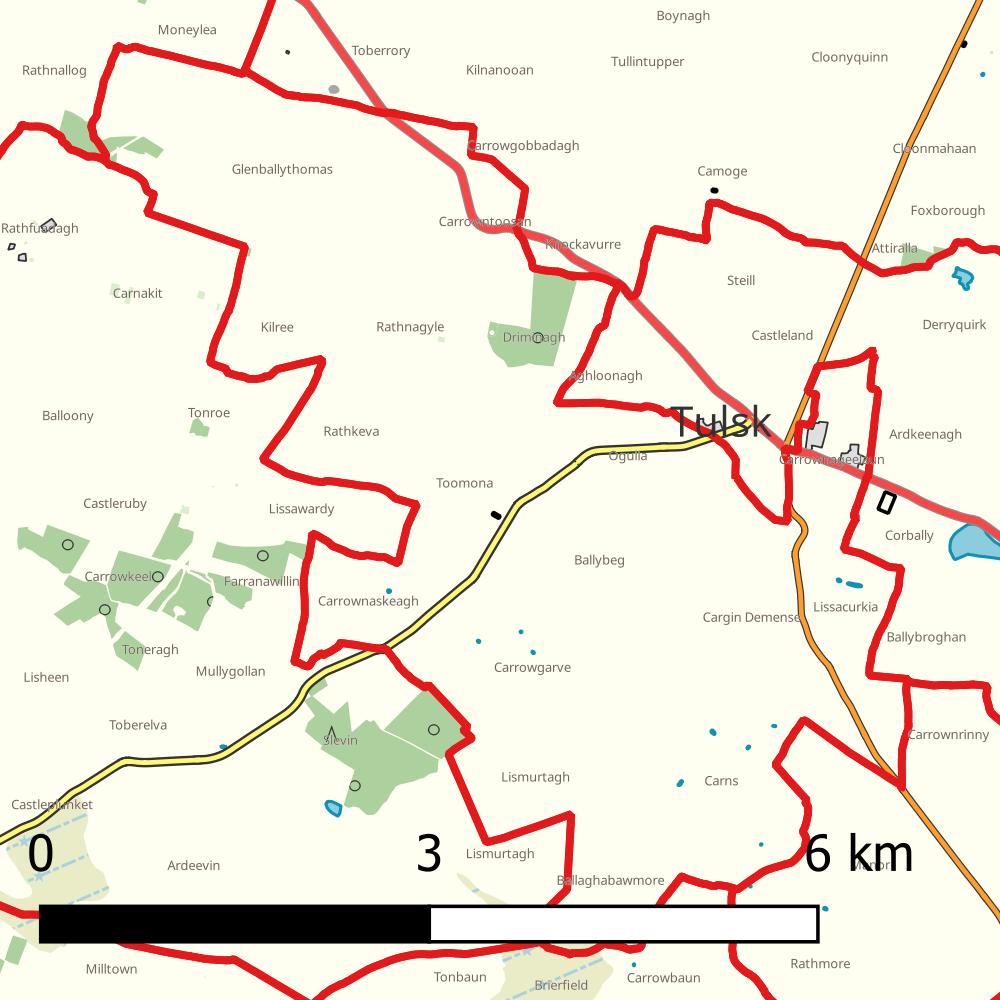 Boynagh
Moneylea
Toberrory
Cloonyquinn
Tullintupper
Rathnallog
Kilnanooan
Carrowgobbadagh
Cloonmahaan
Glenballythomas
Camoge
Foxborough
Carrowntoosan
Rathfudagh
Knockavurre
Attiralla
Steill
Carnakit
Derryquirk
Kilree
Rathnagyle
Drimnagh
Castleland
Aghloonagh
Balloony
Tonroe
Tulsk
Rathkeva
Ardkeenagh
Ogulla
Carrownageelaun
Toomona
Castleruby
Lissawardy
Corbally
Ballybeg
Carrowkeel
Farranawillin
Carrownaskeagh
Lissacurkia
Cargin Demense
Ballybroghan
Toneragh
Mullygollan
Carrowgarve
Lisheen
Toberelva
Carrownrinny
Slevin
Lismurtagh
Carns
Castleplunket
0
3
6 km
Lismurtagh
Ardeevin
Manor
Ballaghabawmore
Rathmore
Milltown
Tonbaun
Carrowbaun
Brierfield